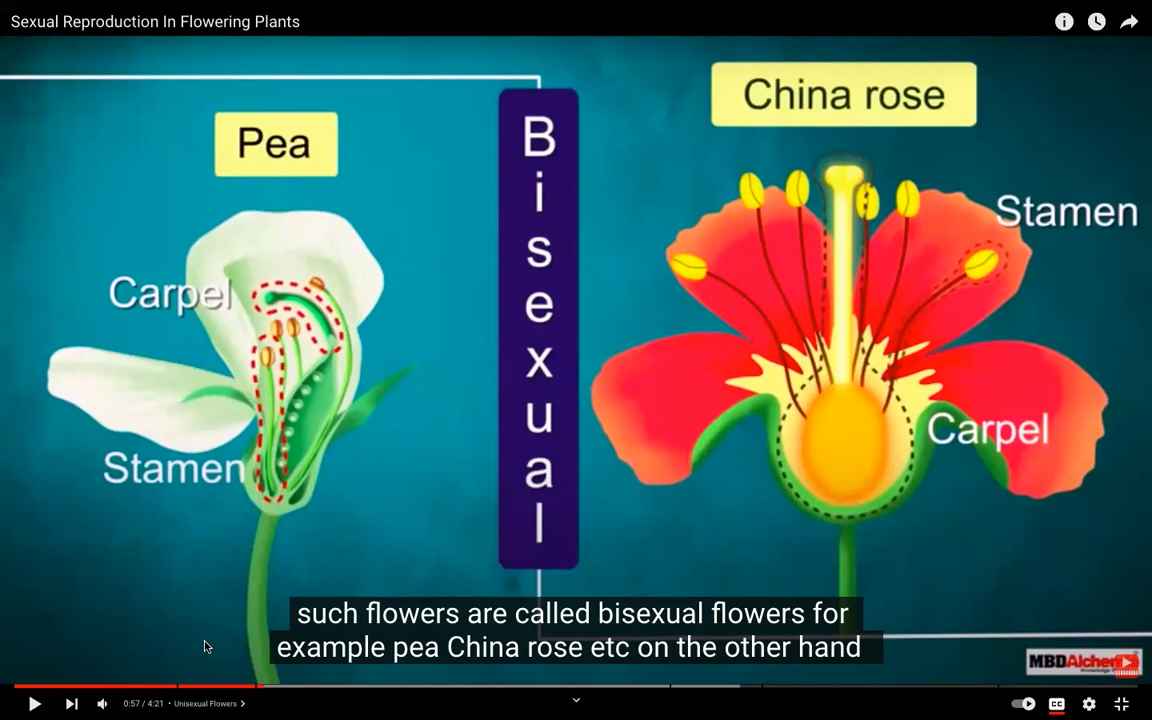 Sexual Reproduction In Flowering Plants
China rose
Pea
Bisexual
Stamen
Carpel
Carpel
Stamen
such flowers are called bisexual flowers for
example pea China rose etc on the other hand
0:57 / 4:21 • Unisexual Flowers
CC